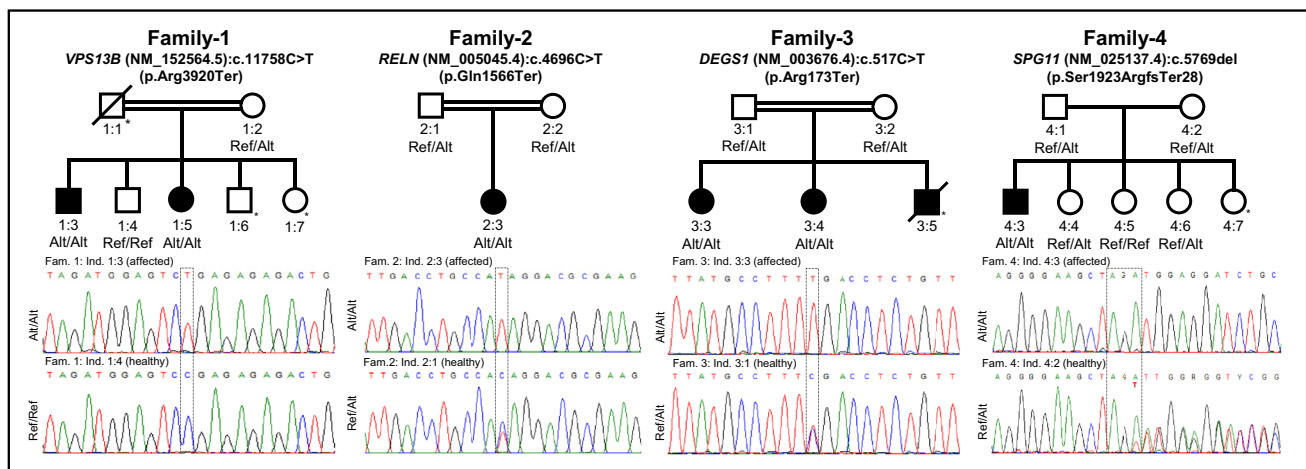 Family-1
VPS13B (NM_152564.5):c.11758C>T
(p.Arg3920Ter)
1:1 *
1:2
Ref/Alt
1:3
Alt/Alt
1:4
Ref/Ref
1:5
Alt/Alt
1:6 *
1:7 *
Fam. 1: Ind. 1:3 (affected)
T A G A T G G A G T C T G A G A G A G A C T G
Alt/Alt
Fam. 1: Ind. 1:4 (healthy)
T A G A T G G A G T C C G A G A G A G A C T G
Ref/Ref
Family-2
RELN (NM_005045.4):c.4696C>T
(p.Gln1566Ter)
2:1
Ref/Alt
2:2
Ref/Alt
2:3
Alt/Alt
Fam. 2: Ind. 2:3 (affected)
T T G A C C T G C C A T A G G A C G C G A A G
Alt/Alt
Fam.2: Ind. 2:1 (healthy)
T T G A C C T G C C A C A G G A C G C G A A G
Ref/Alt
Family-3
DEGS1 (NM_003676.4):c.517C>T
(p.Arg173Ter)
3:1
Ref/Alt
3:2
Ref/Alt
3:3
Alt/Alt
3:4
Alt/Alt
3:5 *
Fam. 3: Ind. 3:3 (affected)
T T A T G C C T T T T G A C C T C T G T T
Alt/Alt
Fam. 3: Ind. 3:1 (healthy)
T T A T G C C T T T C G A C C T C T G T T
Ref/Alt
Family-4
SPG11 (NM_025137.4):c.5769del
(p.Ser1923ArgfsTer28)
4:1
Ref/Alt
4:2
Ref/Alt
4:3
Alt/Alt
4:4
Ref/Alt
4:5
Ref/Ref
4:6
Ref/Alt
4:7 *
Fam. 4: Ind. 4:3 (affected)
A G G G G A A G C T A G A T G G A G G A T C T G C
Alt/Alt
Fam. 4: Ind. 4:2 (healthy)
Ref/Alt